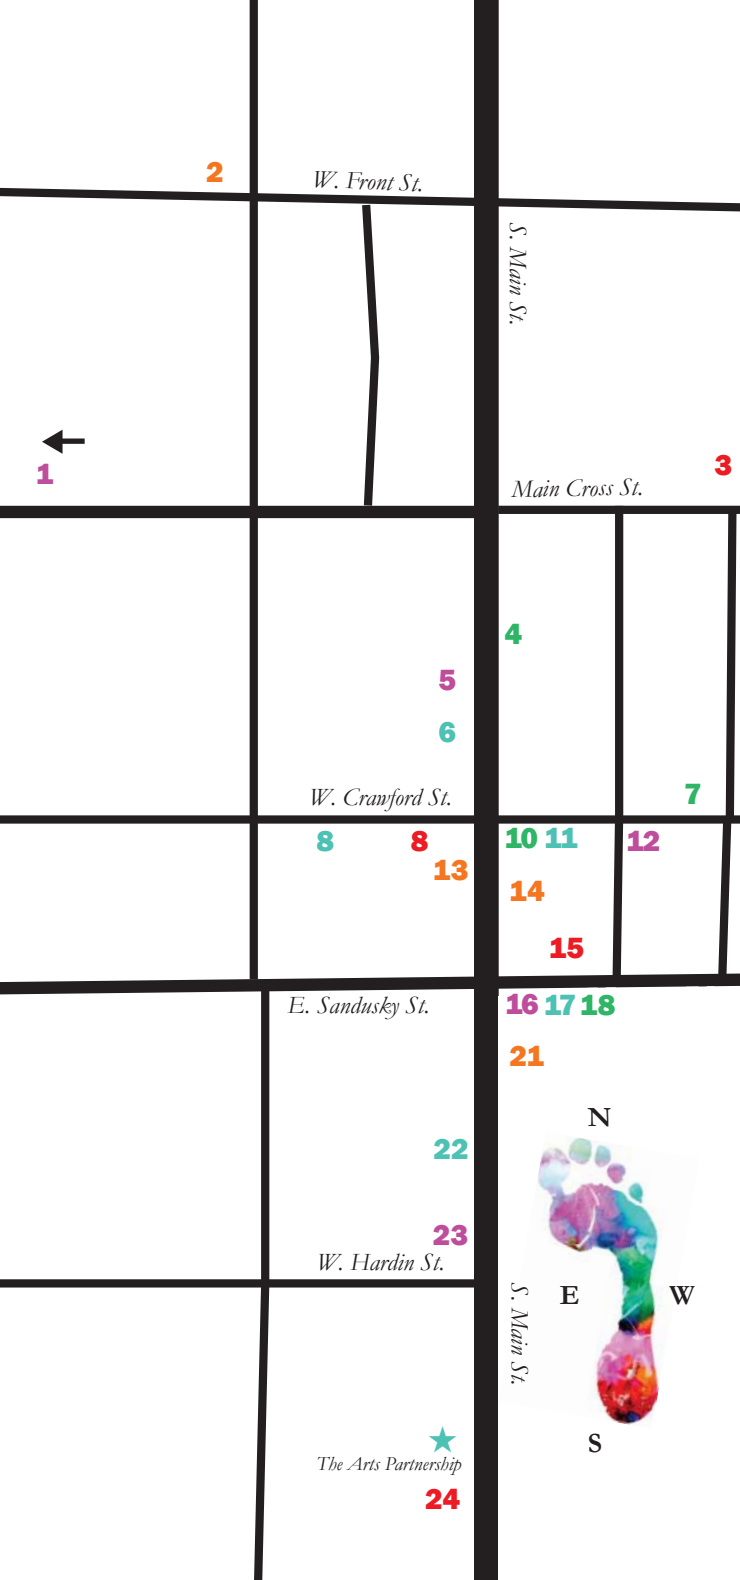 2
W. Front St.
S. Main St.
1
3
Main Cross St.
4
5
6
7
W. Crawford St.
8 8 10 11 12
13
14
15
E. Sandusky St.
16 17 18
21
N
22
23
W. Hardin St.
E W
S. Main St.
S
The Arts Partnership
24